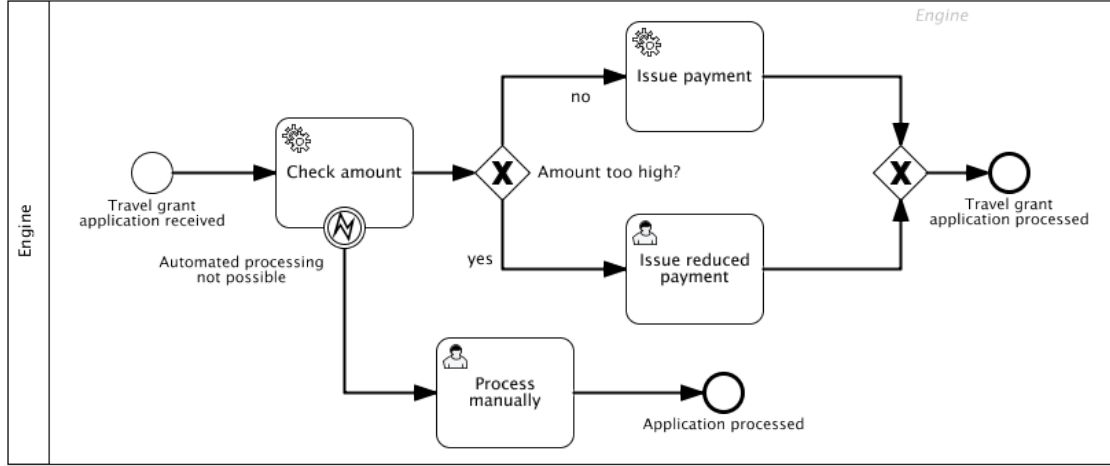 Engine
Engine
Issue payment
no
Check amount
Amount too high?
Travel grant
application received
Travel grant
application processed
Automated processing
not possible
yes
Issue reduced
payment
Process
manually
Application processed